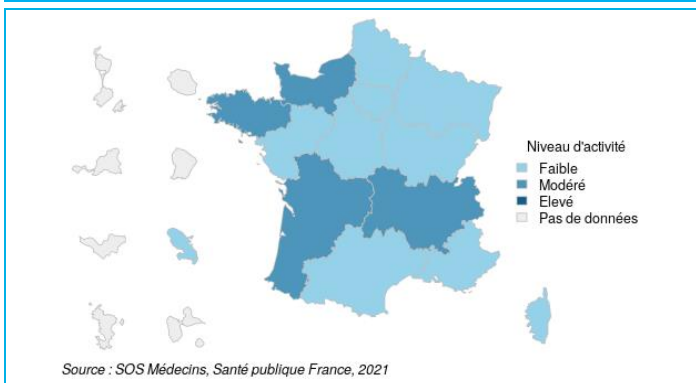 Niveau d'activité
Faible
Modéré
Elevé
Pas de données
Source : SOS Médecins, Santé publique France, 2021